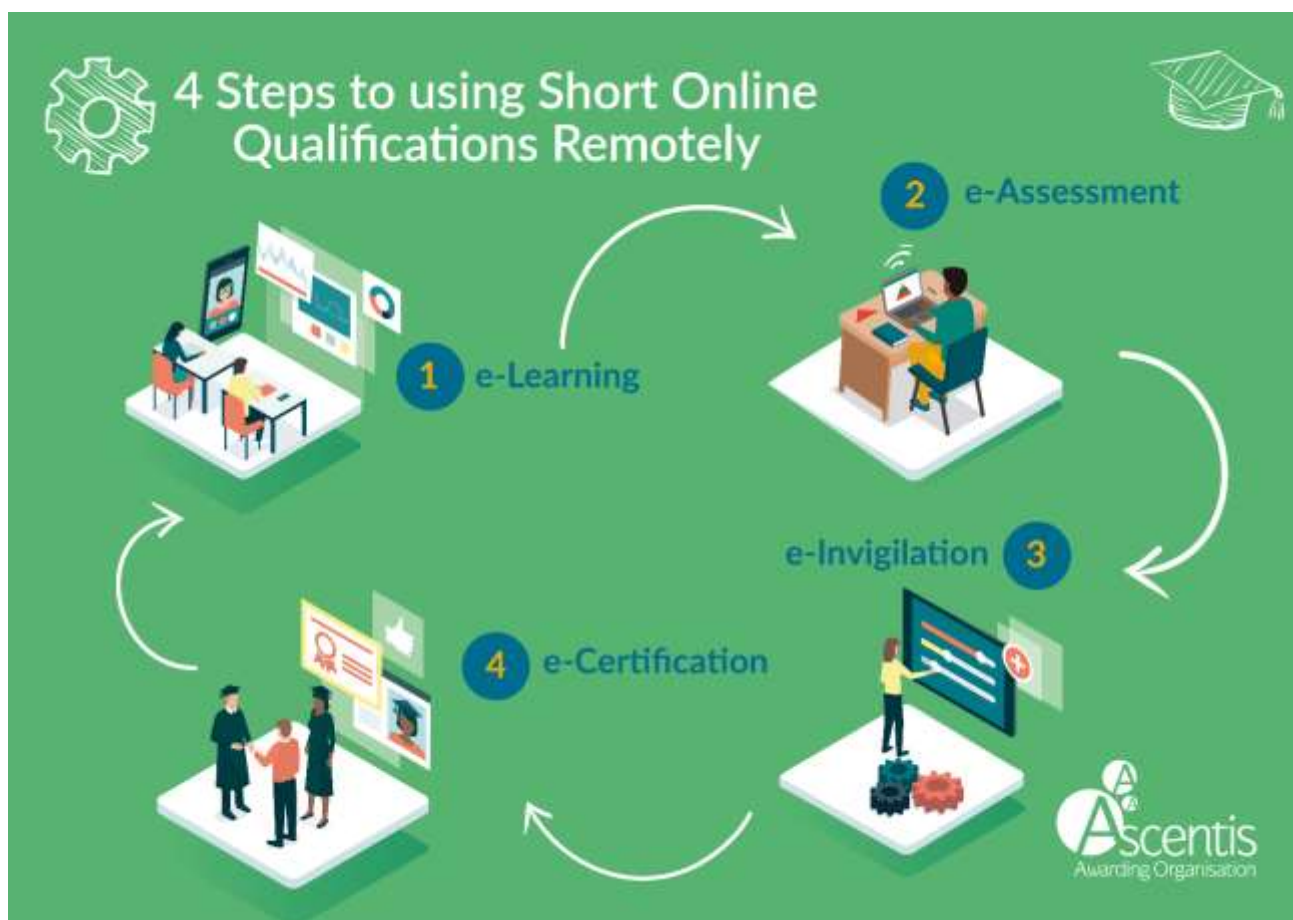 4 Steps to using Short Online
Qualifications Remotely
1 e-Learning
2 e-Assessment
e-Invigilation 3
4 e-Certification
A
A
Ascentis
Awarding Organisation